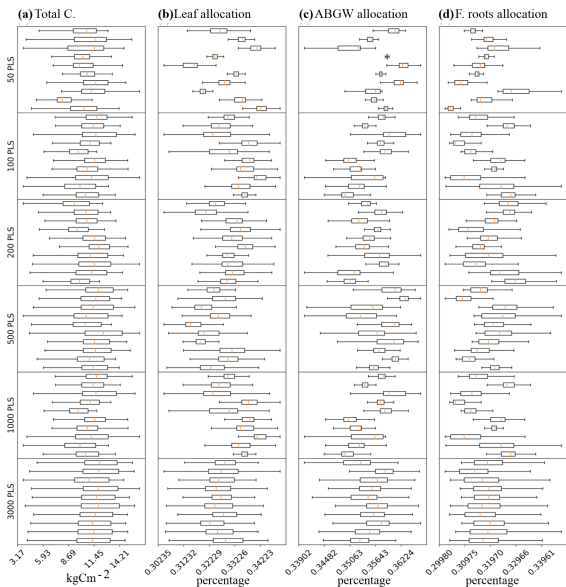 (a)Total C. (b)Leaf allocation (c)ABGW allocation (d)F. roots allocation
50 PLS
100 PLS
200 PLS
500 PLS
1000 PLS
3000 PLS
3.17 5.93 8.69 11.45 14.21 0.30235 0.31232 0.32229 0.33226 0.34223 0.33902 0.34482 0.35063 0.35643 0.36224 0.29980 0.30975 0.31970 0.32966 0.33961
kgCm⁻² percentage percentage percentage